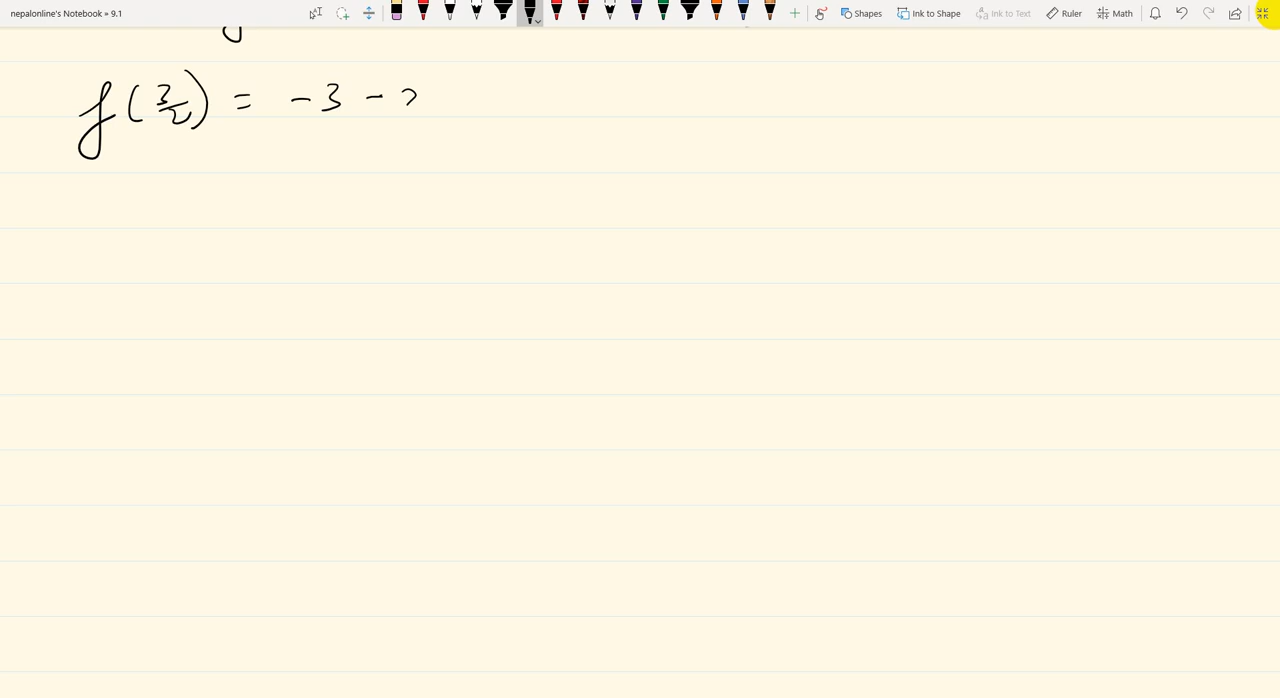 nepalonline's Notebook » 9.1 Shapes Ink to Shape Ink to Text Ruler Math
f(3/2) = -3 -